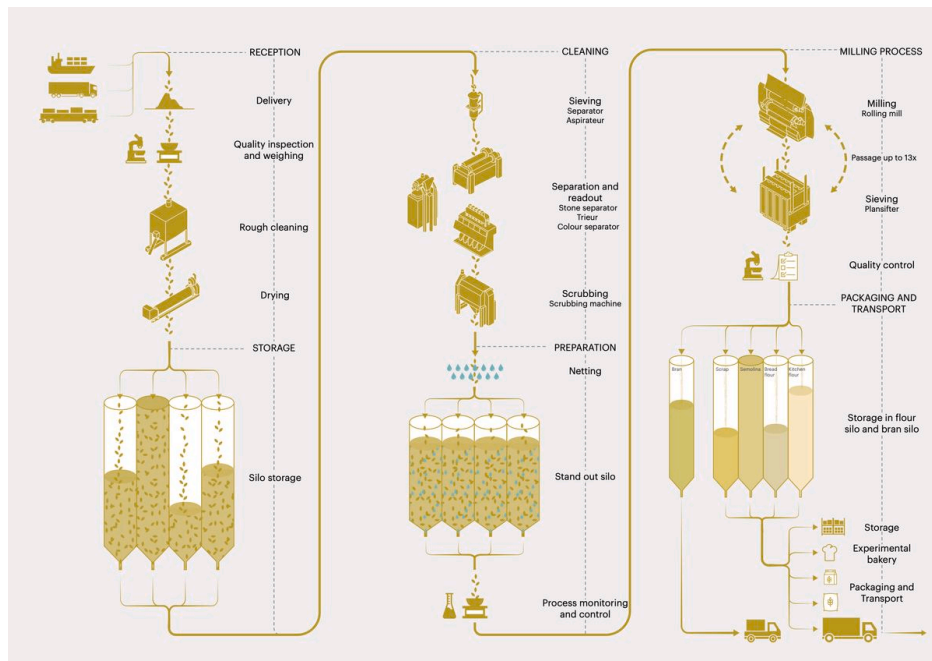 RECEPTION
Delivery
Quality inspection
and weighing
Rough cleaning
Drying
STORAGE
Silo storage
CLEANING
Sieving
Separator
Aspirateur
Separation and
readout
Stone separator
Trieur
Colour separator
Scrubbing
Scrubbing machine
PREPARATION
Netting
Stand out silo
Process monitoring
and control
MILLING PROCESS
Milling
Rolling mill
Passage up to 13x
Sieving
Plansifter
Quality control
PACKAGING AND
TRANSPORT
Bran
Scrap
Semolina
Bread
flour
Kitchen
flour
Storage in flour
silo and bran silo
Storage
Experimental
bakery
Packaging and
Transport